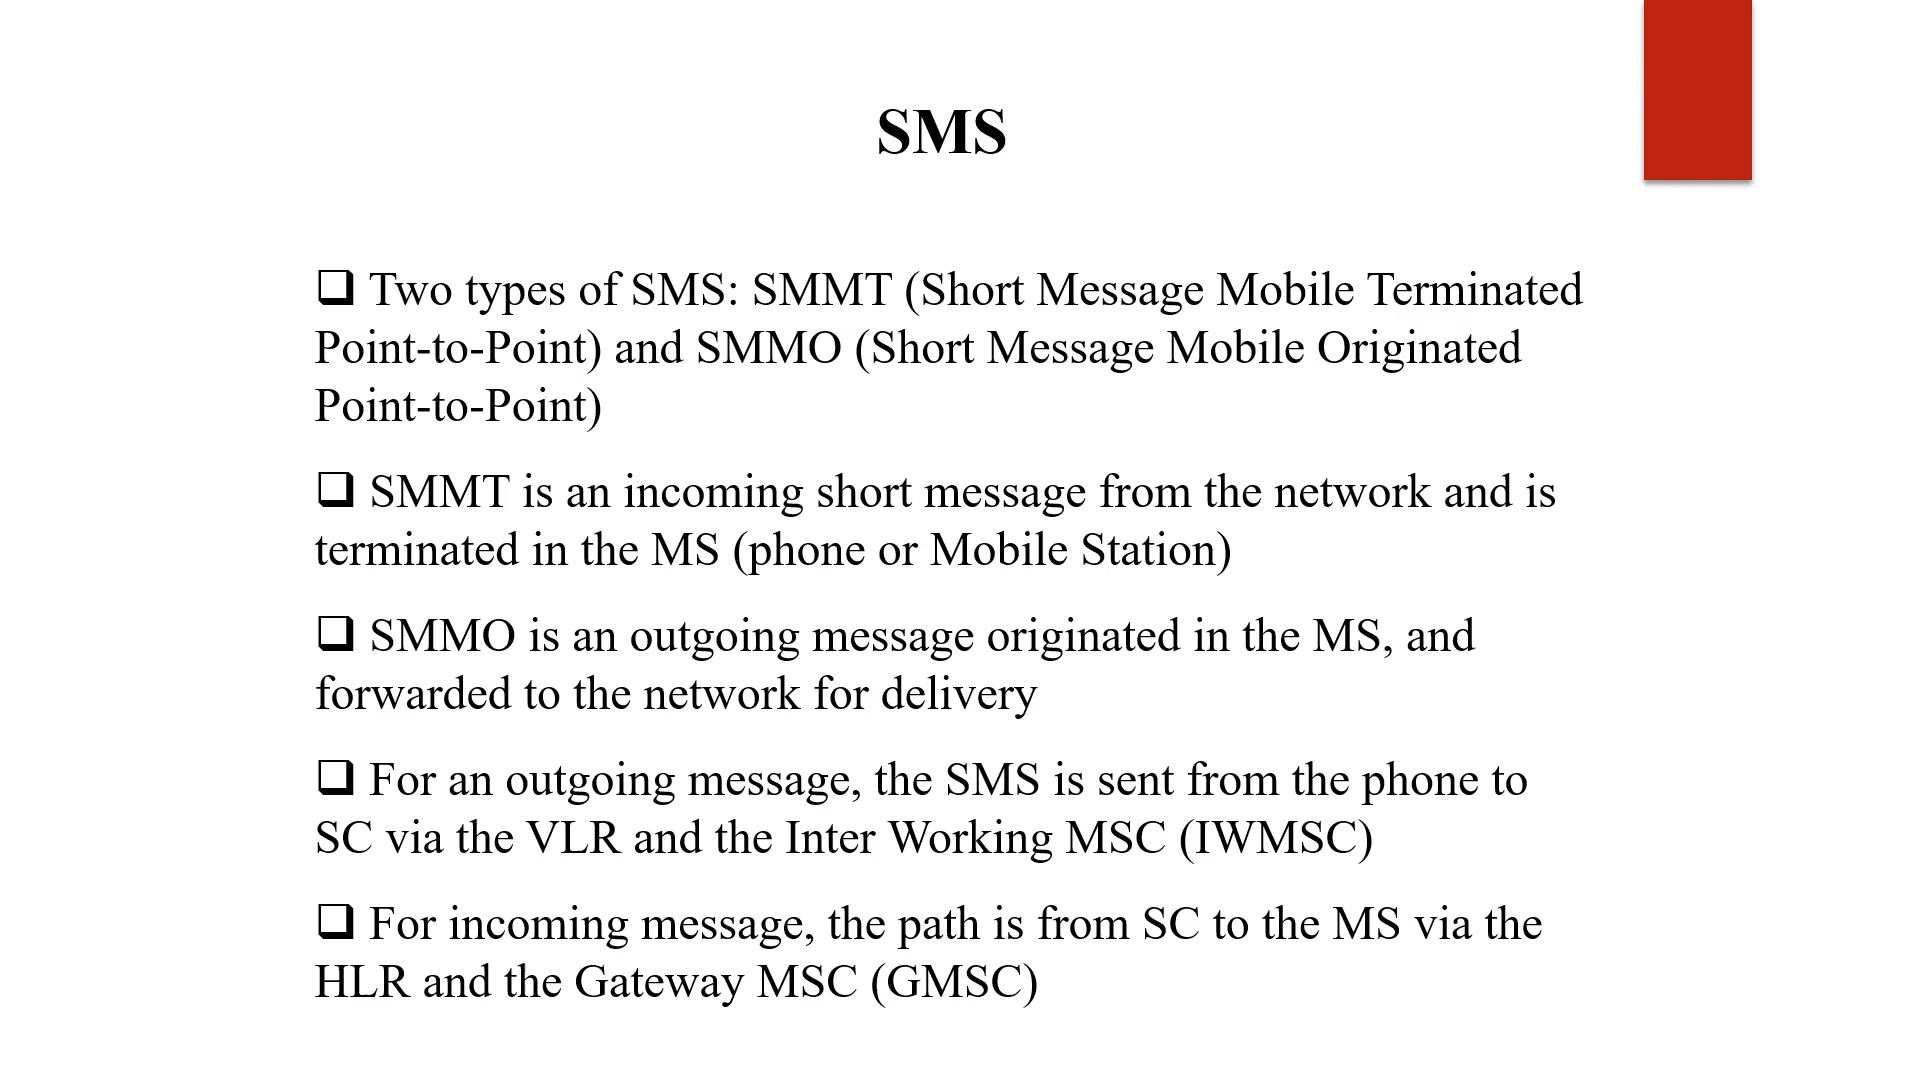 SMS
❑ Two types of SMS: SMMT (Short Message Mobile Terminated
Point-to-Point) and SMMO (Short Message Mobile Originated
Point-to-Point)
❑ SMMT is an incoming short message from the network and is
terminated in the MS (phone or Mobile Station)
❑ SMMO is an outgoing message originated in the MS, and
forwarded to the network for delivery
❑ For an outgoing message, the SMS is sent from the phone to
SC via the VLR and the Inter Working MSC (IWMSC)
❑ For incoming message, the path is from SC to the MS via the
HLR and the Gateway MSC (GMSC)